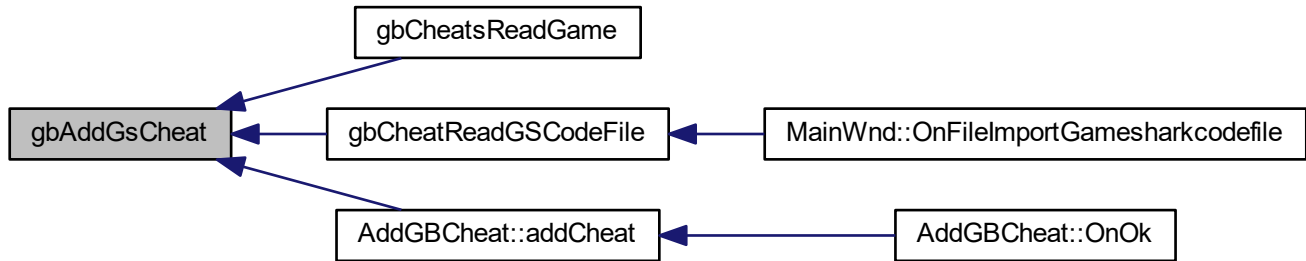 gbCheatsReadGame
gbAddGsCheat
gbCheatReadGSCodeFile
MainWnd::OnFileImportGamesharkcodefile
AddGBCheat::addCheat
AddGBCheat::OnOk